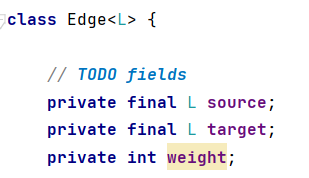 class Edge<L> {
// TODO fields
private final L source;
private final L target;
private int weight;